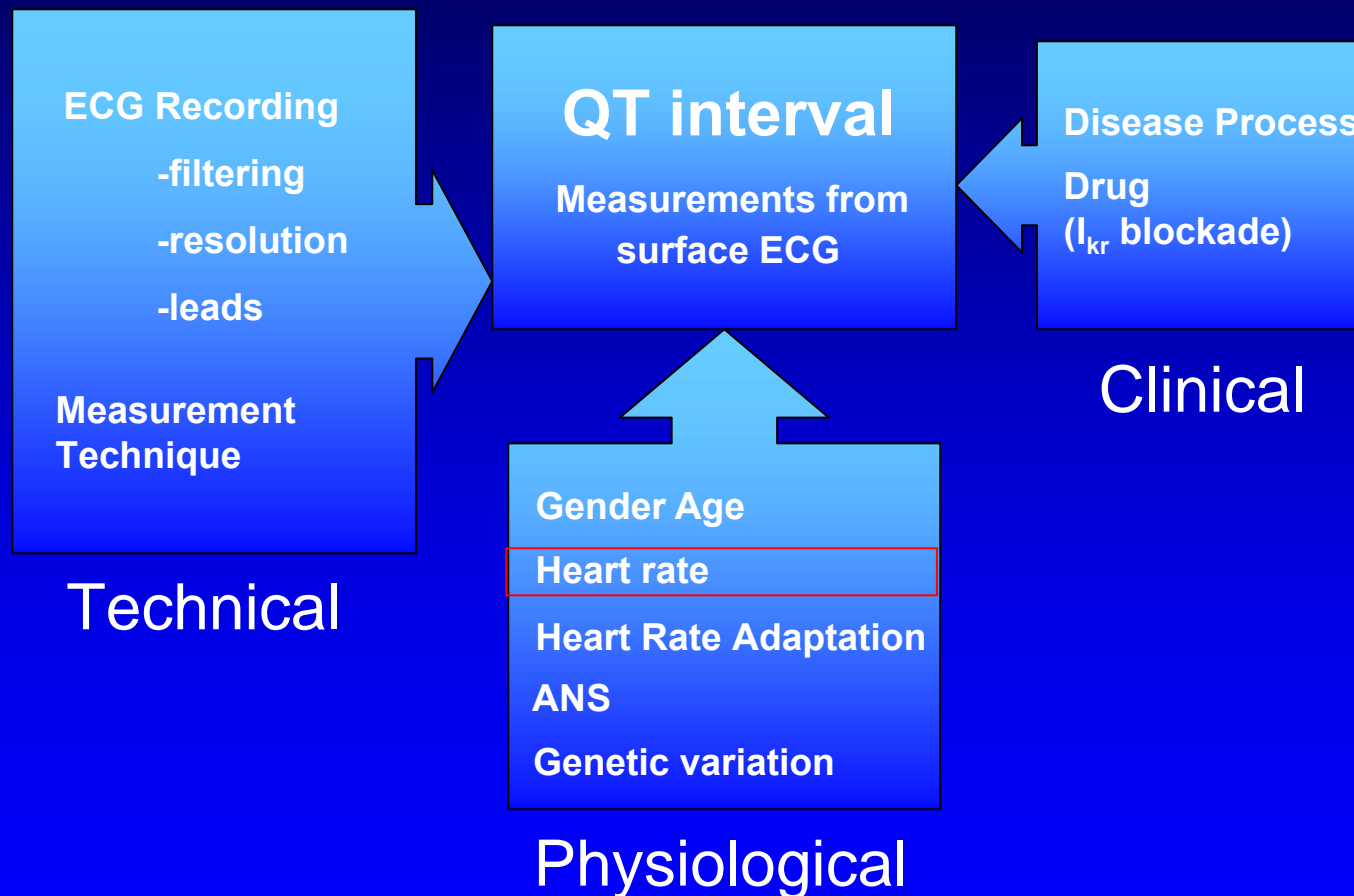 ECG Recording
-filtering
-resolution
-leads
Measurement
Technique
Technical
QT interval
Measurements from
surface ECG
Disease Process
Drug
(Ikr blockade)
Clinical
Gender Age
Heart rate
Heart Rate Adaptation
ANS
Genetic variation
Physiological